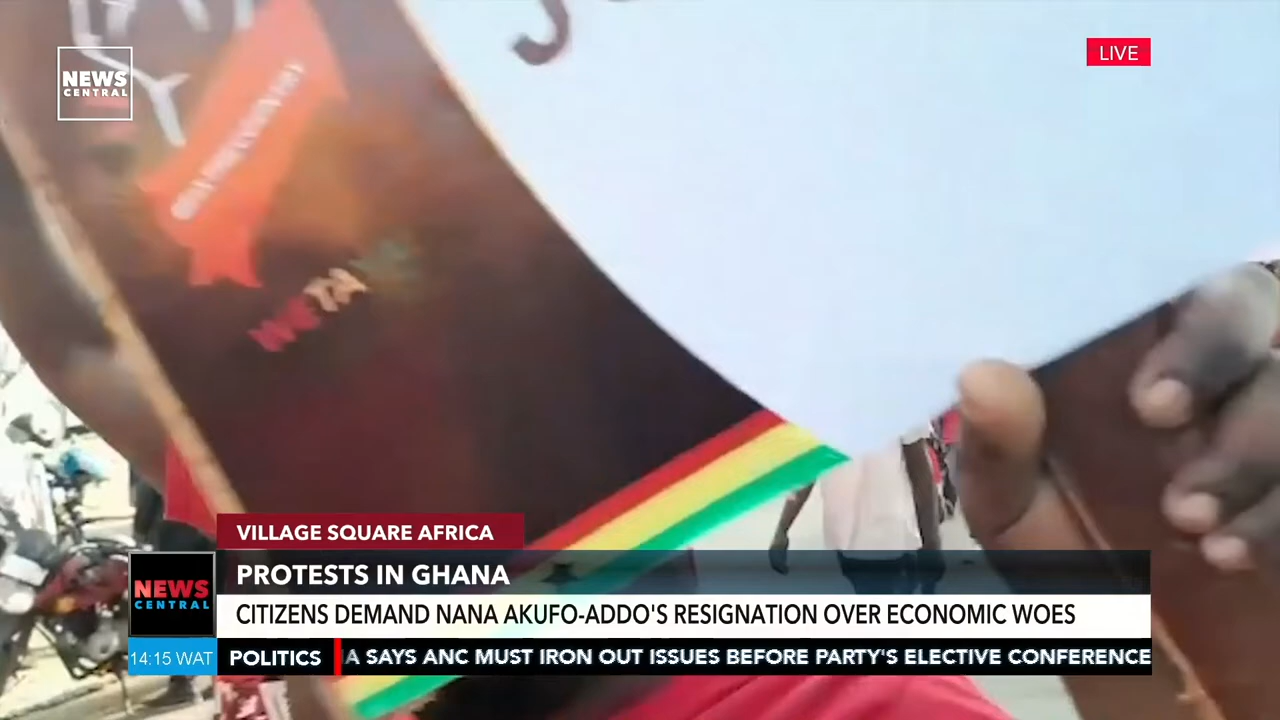 NEWS
CENTRAL
LIVE
VILLAGE SQUARE AFRICA
PROTESTS IN GHANA
CITIZENS DEMAND NANA AKUFO-ADDO'S RESIGNATION OVER ECONOMIC WOES
NEWS
CENTRAL
14:15 WAT
POLITICS
A SAYS ANC MUST IRON OUT ISSUES BEFORE PARTY'S ELECTIVE CONFERENCE